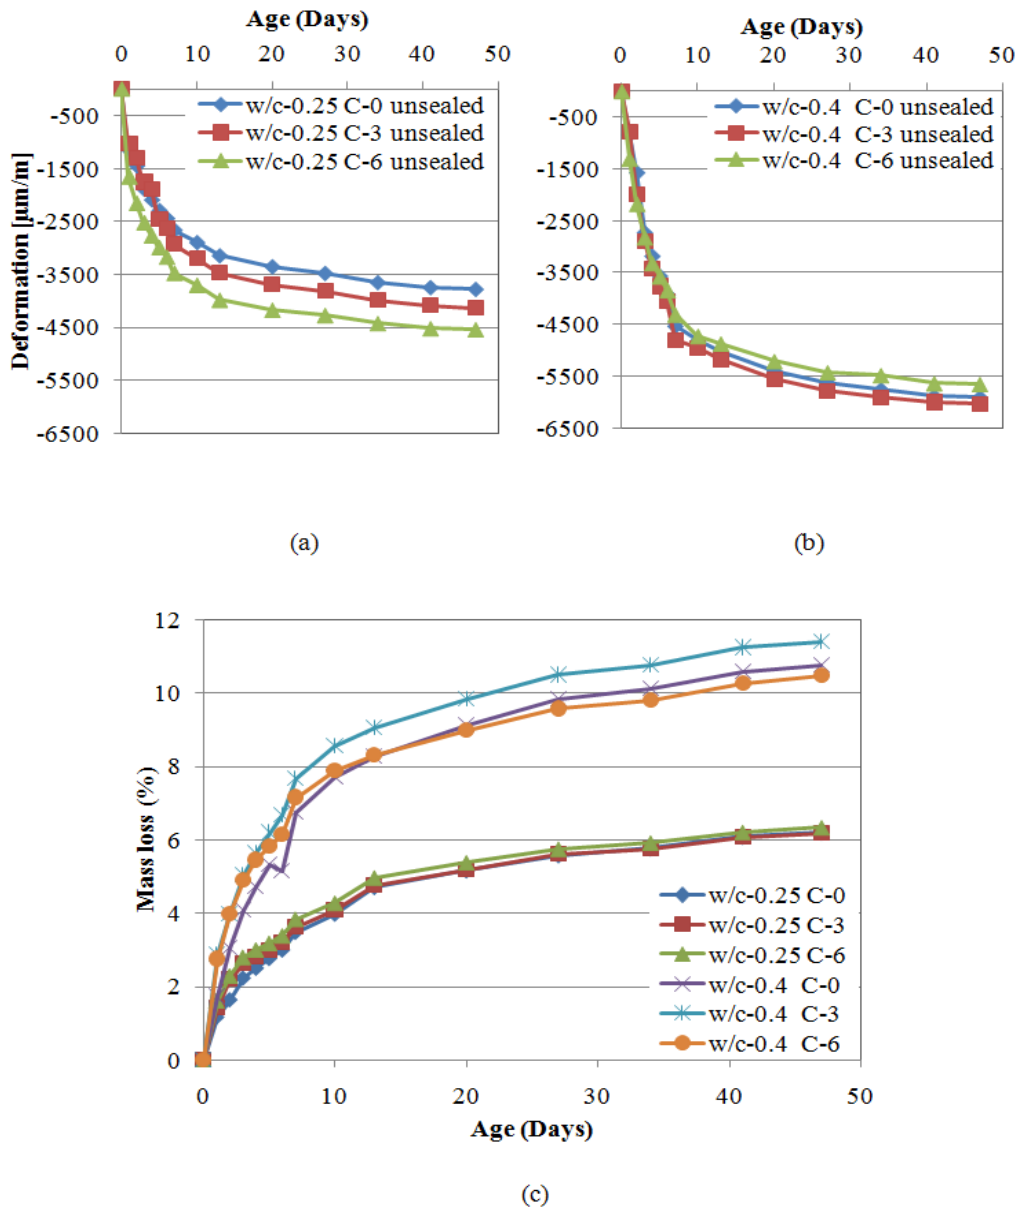 Age (Days)
0 10 20 30 40 50
-500
-1500
-2500
-3500
-4500
-5500
-6500
Deformation [µm/m]
w/c-0.25 C-0 unsealed
w/c-0.25 C-3 unsealed
w/c-0.25 C-6 unsealed
(a)
Age (Days)
0 10 20 30 40 50
-500
-1500
-2500
-3500
-4500
-5500
-6500
w/c-0.4 C-0 unsealed
w/c-0.4 C-3 unsealed
w/c-0.4 C-6 unsealed
(b)
12
10
8
6
4
2
0
Mass loss (%)
w/c-0.25 C-0
w/c-0.25 C-3
w/c-0.25 C-6
w/c-0.4 C-0
w/c-0.4 C-3
w/c-0.4 C-6
0 10 20 30 40 50
Age (Days)
(c)